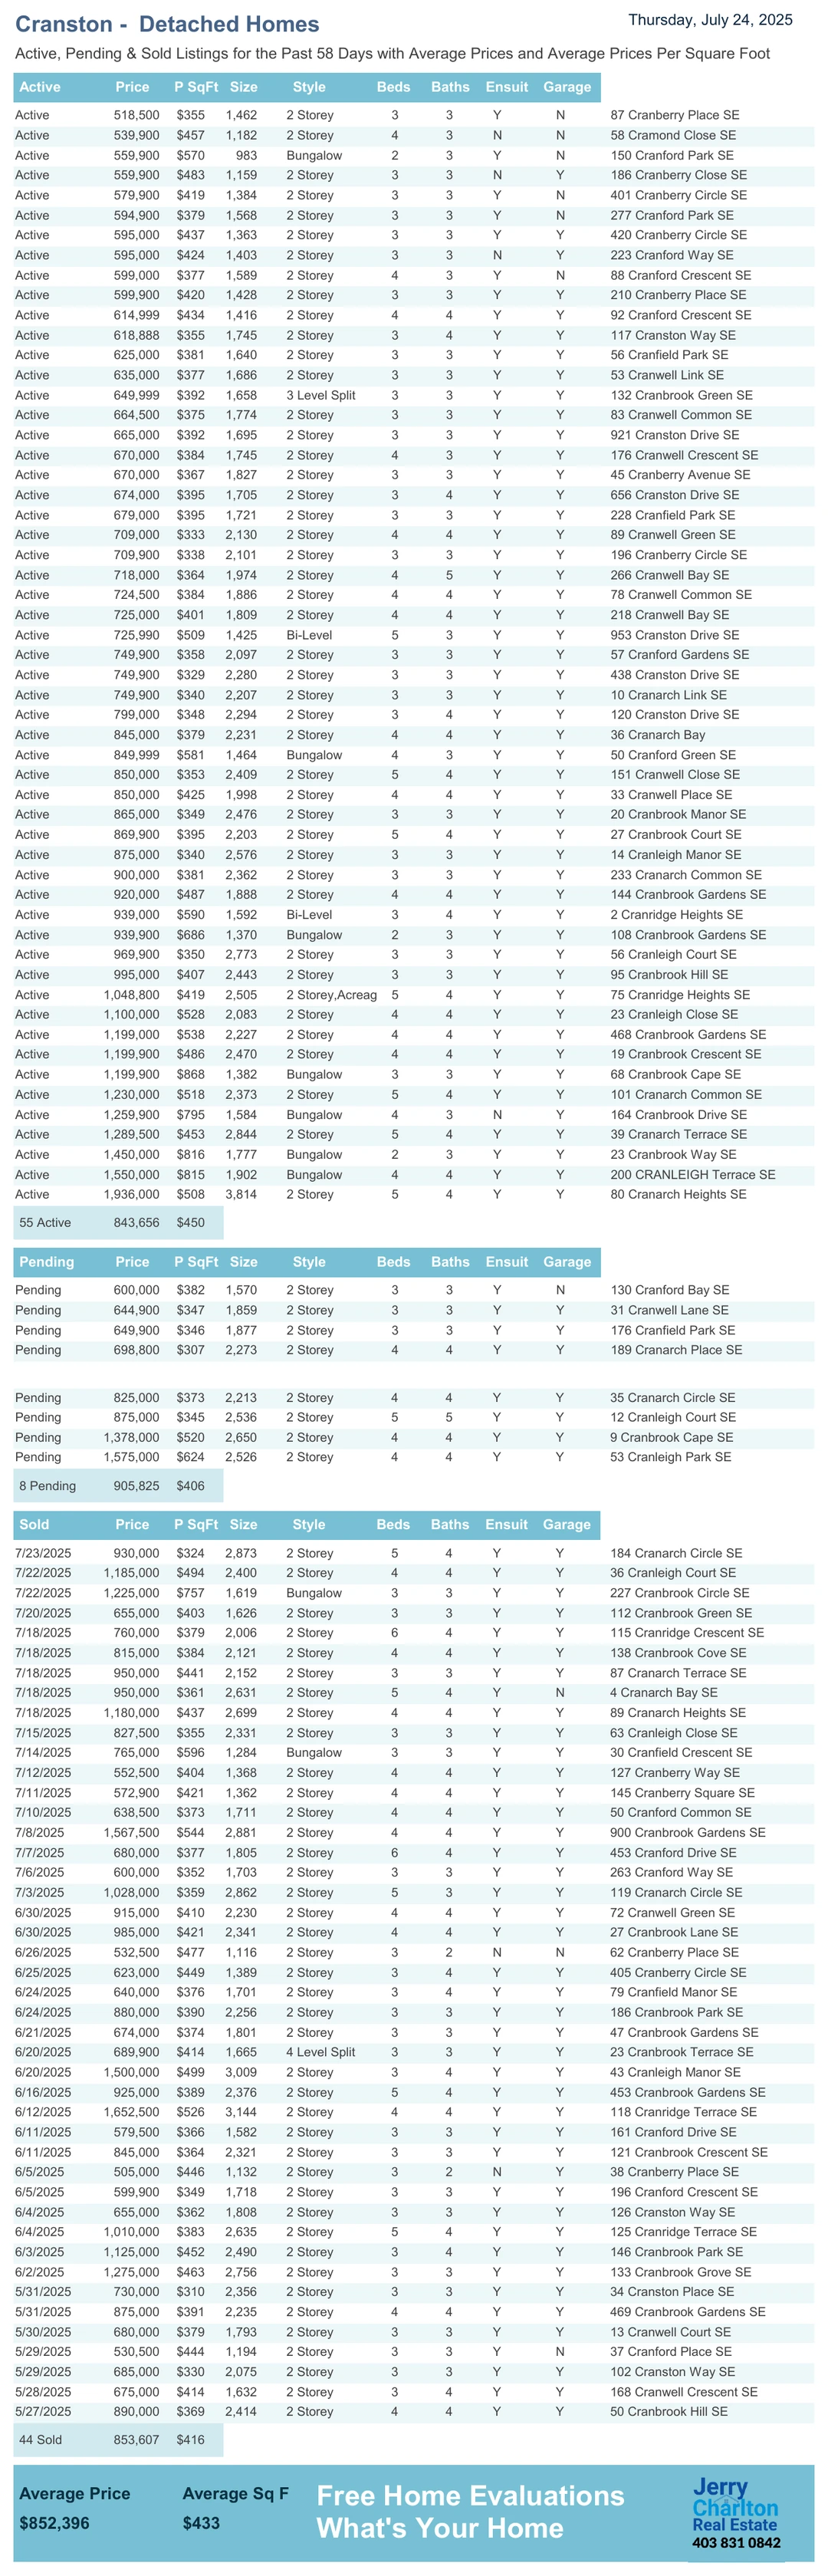 Cranston - Detached Homes
Thursday, July 24, 2025
Active, Pending & Sold Listings for the Past 58 Days with Average Prices and Average Prices Per Square Foot
Active Price P SqFt Size Style Beds Baths Ensuit Garage
Active 518,500 $355 1,462 2 Storey 3 3 Y N 87 Cranberry Place SE
Active 539,900 $457 1,182 2 Storey 4 3 N N 58 Cramond Close SE
Active 559,900 $570 983 Bungalow 2 3 Y N 150 Cranford Park SE
Active 559,900 $483 1,159 2 Storey 3 3 N Y 186 Cranberry Close SE
Active 579,900 $419 1,384 2 Storey 3 3 Y N 401 Cranberry Circle SE
Active 594,900 $379 1,568 2 Storey 3 3 Y N 277 Cranford Park SE
Active 595,000 $437 1,363 2 Storey 3 3 Y Y 420 Cranberry Circle SE
Active 595,000 $424 1,403 2 Storey 3 3 N Y 223 Cranford Way SE
Active 599,000 $377 1,589 2 Storey 4 3 Y N 88 Cranford Crescent SE
Active 599,900 $420 1,428 2 Storey 3 3 Y Y 210 Cranberry Place SE
Active 614,999 $434 1,416 2 Storey 4 4 Y Y 92 Cranford Crescent SE
Active 618,888 $355 1,745 2 Storey 3 4 Y Y 117 Cranston Way SE
Active 625,000 $381 1,640 2 Storey 3 3 Y Y 56 Cranfield Park SE
Active 635,000 $377 1,686 2 Storey 3 3 Y Y 53 Cranwell Link SE
Active 649,999 $392 1,658 3 Level Split 3 3 Y Y 132 Cranbrook Green SE
Active 664,500 $375 1,774 2 Storey 3 3 Y Y 83 Cranwell Common SE
Active 665,000 $392 1,695 2 Storey 3 3 Y Y 921 Cranston Drive SE
Active 670,000 $384 1,745 2 Storey 4 3 Y Y 176 Cranwell Crescent SE
Active 670,000 $367 1,827 2 Storey 3 3 Y Y 45 Cranberry Avenue SE
Active 674,000 $395 1,705 2 Storey 3 4 Y Y 656 Cranston Drive SE
Active 679,000 $395 1,721 2 Storey 3 3 Y Y 228 Cranfield Park SE
Active 709,000 $333 2,130 2 Storey 4 4 Y Y 89 Cranwell Green SE
Active 709,900 $338 2,101 2 Storey 3 3 Y Y 196 Cranberry Circle SE
Active 718,000 $364 1,974 2 Storey 4 5 Y Y 266 Cranwell Bay SE
Active 724,500 $384 1,886 2 Storey 4 4 Y Y 78 Cranwell Common SE
Active 725,000 $401 1,809 2 Storey 4 4 Y Y 218 Cranwell Bay SE
Active 725,990 $509 1,425 Bi-Level 5 3 Y Y 953 Cranston Drive SE
Active 749,900 $358 2,097 2 Storey 3 3 Y Y 57 Cranford Gardens SE
Active 749,900 $329 2,280 2 Storey 3 3 Y Y 438 Cranston Drive SE
Active 749,900 $340 2,207 2 Storey 3 3 Y Y 10 Cranarch Link SE
Active 799,000 $348 2,294 2 Storey 3 4 Y Y 120 Cranston Drive SE
Active 845,000 $379 2,231 2 Storey 4 4 Y Y 36 Cranarch Bay
Active 849,999 $581 1,464 Bungalow 4 3 Y Y 50 Cranford Green SE
Active 850,000 $353 2,409 2 Storey 5 4 Y Y 151 Cranwell Close SE
Active 850,000 $425 1,998 2 Storey 4 4 Y Y 33 Cranwell Place SE
Active 865,000 $349 2,476 2 Storey 3 3 Y Y 20 Cranbrook Manor SE
Active 869,900 $395 2,203 2 Storey 5 4 Y Y 27 Cranbrook Court SE
Active 875,000 $340 2,576 2 Storey 3 3 Y Y 14 Cranleigh Manor SE
Active 900,000 $381 2,362 2 Storey 3 3 Y Y 233 Cranarch Common SE
Active 920,000 $487 1,888 2 Storey 4 4 Y Y 144 Cranbrook Gardens SE
Active 939,000 $590 1,592 Bi-Level 3 4 Y Y 2 Cranridge Heights SE
Active 939,900 $686 1,370 Bungalow 2 3 Y Y 108 Cranbrook Gardens SE
Active 969,900 $350 2,773 2 Storey 3 3 Y Y 56 Cranleigh Court SE
Active 995,000 $407 2,443 2 Storey 3 3 Y Y 95 Cranbrook Hill SE
Active 1,048,800 $419 2,505 2 Storey,Acreag 5 4 Y Y 75 Cranridge Heights SE
Active 1,100,000 $528 2,083 2 Storey 4 4 Y Y 23 Cranleigh Close SE
Active 1,199,000 $538 2,227 2 Storey 4 4 Y Y 468 Cranbrook Gardens SE
Active 1,199,900 $486 2,470 2 Storey 4 4 Y Y 19 Cranbrook Crescent SE
Active 1,199,900 $868 1,382 Bungalow 3 3 Y Y 68 Cranbrook Cape SE
Active 1,230,000 $518 2,373 2 Storey 5 4 Y Y 101 Cranarch Common SE
Active 1,259,900 $795 1,584 Bungalow 4 3 N Y 164 Cranbrook Drive SE
Active 1,289,500 $453 2,844 2 Storey 5 4 Y Y 39 Cranarch Terrace SE
Active 1,450,000 $816 1,777 Bungalow 2 3 Y Y 23 Cranbrook Way SE
Active 1,550,000 $815 1,902 Bungalow 4 4 Y Y 200 CRANLEIGH Terrace SE
Active 1,936,000 $508 3,814 2 Storey 5 4 Y Y 80 Cranarch Heights SE
55 Active 843,656 $450
Pending Price P SqFt Size Style Beds Baths Ensuit Garage
Pending 600,000 $382 1,570 2 Storey 3 3 Y N 130 Cranford Bay SE
Pending 644,900 $347 1,859 2 Storey 3 3 Y Y 31 Cranwell Lane SE
Pending 649,900 $346 1,877 2 Storey 3 3 Y Y 176 Cranfield Park SE
Pending 698,800 $307 2,273 2 Storey 4 4 Y Y 189 Cranarch Place SE
Pending 825,000 $373 2,213 2 Storey 4 4 Y Y 35 Cranarch Circle SE
Pending 875,000 $345 2,536 2 Storey 5 5 Y Y 12 Cranleigh Court SE
Pending 1,378,000 $520 2,650 2 Storey 4 4 Y Y 9 Cranbrook Cape SE
Pending 1,575,000 $624 2,526 2 Storey 4 4 Y Y 53 Cranleigh Park SE
8 Pending 905,825 $406
Sold Price P SqFt Size Style Beds Baths Ensuit Garage
7/23/2025 930,000 $324 2,873 2 Storey 5 4 Y Y 184 Cranarch Circle SE
7/22/2025 1,185,000 $494 2,400 2 Storey 4 4 Y Y 36 Cranleigh Court SE
7/22/2025 1,225,000 $757 1,619 Bungalow 3 3 Y Y 227 Cranbrook Circle SE
7/20/2025 655,000 $403 1,626 2 Storey 3 3 Y Y 112 Cranbrook Green SE
7/18/2025 760,000 $379 2,006 2 Storey 6 4 Y Y 115 Cranridge Crescent SE
7/18/2025 815,000 $384 2,121 2 Storey 4 4 Y Y 138 Cranbrook Cove SE
7/18/2025 950,000 $441 2,152 2 Storey 3 3 Y Y 87 Cranarch Terrace SE
7/18/2025 950,000 $361 2,631 2 Storey 5 4 Y N 4 Cranarch Bay SE
7/18/2025 1,180,000 $437 2,699 2 Storey 4 4 Y Y 89 Cranarch Heights SE
7/15/2025 827,500 $355 2,331 2 Storey 3 3 Y Y 63 Cranleigh Close SE
7/14/2025 765,000 $596 1,284 Bungalow 3 3 Y Y 30 Cranfield Crescent SE
7/12/2025 552,500 $404 1,368 2 Storey 4 4 Y Y 127 Cranberry Way SE
7/11/2025 572,900 $421 1,362 2 Storey 4 4 Y Y 145 Cranberry Square SE
7/10/2025 638,500 $373 1,711 2 Storey 4 4 Y Y 50 Cranford Common SE
7/8/2025 1,567,500 $544 2,881 2 Storey 4 4 Y Y 900 Cranbrook Gardens SE
7/7/2025 680,000 $377 1,805 2 Storey 6 4 Y Y 453 Cranford Drive SE
7/6/2025 600,000 $352 1,703 2 Storey 3 3 Y Y 263 Cranford Way SE
7/3/2025 1,028,000 $359 2,862 2 Storey 5 3 Y Y 119 Cranarch Circle SE
6/30/2025 915,000 $410 2,230 2 Storey 4 4 Y Y 72 Cranwell Green SE
6/30/2025 985,000 $421 2,341 2 Storey 4 4 Y Y 27 Cranbrook Lane SE
6/26/2025 532,500 $477 1,116 2 Storey 3 2 N N 62 Cranberry Place SE
6/25/2025 623,000 $449 1,389 2 Storey 3 4 Y Y 405 Cranberry Circle SE
6/24/2025 640,000 $376 1,701 2 Storey 3 4 Y Y 79 Cranfield Manor SE
6/24/2025 880,000 $390 2,256 2 Storey 3 3 Y Y 186 Cranbrook Park SE
6/21/2025 674,000 $374 1,801 2 Storey 3 3 Y Y 47 Cranbrook Gardens SE
6/20/2025 689,900 $414 1,665 4 Level Split 3 3 Y Y 23 Cranbrook Terrace SE
6/20/2025 1,500,000 $499 3,009 2 Storey 3 4 Y Y 43 Cranleigh Manor SE
6/16/2025 925,000 $389 2,376 2 Storey 5 4 Y Y 453 Cranbrook Gardens SE
6/12/2025 1,652,500 $526 3,144 2 Storey 4 4 Y Y 118 Cranridge Terrace SE
6/11/2025 579,500 $366 1,582 2 Storey 3 3 Y Y 161 Cranford Drive SE
6/11/2025 845,000 $364 2,321 2 Storey 3 3 Y Y 121 Cranbrook Crescent SE
6/5/2025 505,000 $446 1,132 2 Storey 3 2 N Y 38 Cranberry Place SE
6/5/2025 599,900 $349 1,718 2 Storey 3 3 Y Y 196 Cranford Crescent SE
6/4/2025 655,000 $362 1,808 2 Storey 3 3 Y Y 126 Cranston Way SE
6/4/2025 1,010,000 $383 2,635 2 Storey 5 4 Y Y 125 Cranridge Terrace SE
6/3/2025 1,125,000 $452 2,490 2 Storey 3 4 Y Y 146 Cranbrook Park SE
6/2/2025 1,275,000 $463 2,756 2 Storey 3 3 Y Y 133 Cranbrook Grove SE
5/31/2025 730,000 $310 2,356 2 Storey 3 3 Y Y 34 Cranston Place SE
5/31/2025 875,000 $391 2,235 2 Storey 4 4 Y Y 469 Cranbrook Gardens SE
5/30/2025 680,000 $379 1,793 2 Storey 3 3 Y Y 13 Cranwell Court SE
5/29/2025 530,500 $444 1,194 2 Storey 3 3 Y N 37 Cranford Place SE
5/29/2025 685,000 $330 2,075 2 Storey 3 3 Y Y 102 Cranston Way SE
5/28/2025 675,000 $414 1,632 2 Storey 3 4 Y Y 168 Cranwell Crescent SE
5/27/2025 890,000 $369 2,414 2 Storey 4 4 Y Y 50 Cranbrook Hill SE
44 Sold 853,607 $416
Average Price Average Sq F
$852,396 $433
Free Home Evaluations
What's Your Home
Jerry
Charlton
Real Estate
403 831 0842